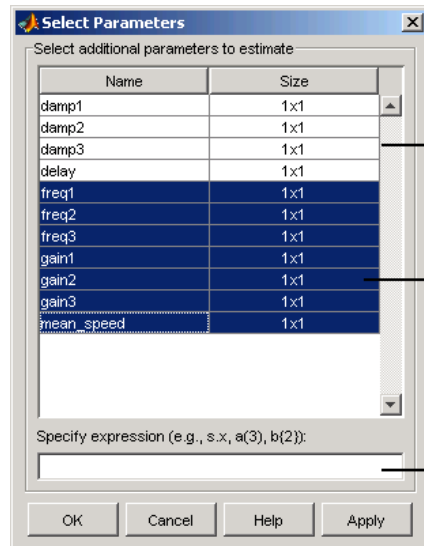 Select Parameters
Select additional parameters to estimate
Name Size
damp1 1x1
damp2 1x1
damp3 1x1
delay 1x1
freq1 1x1
freq2 1x1
freq3 1x1
gain1 1x1
gain2 1x1
gain3 1x1
mean_speed 1x1
Specify expression (e.g., s.x, a(3), b{2}):
OK Cancel Help Apply